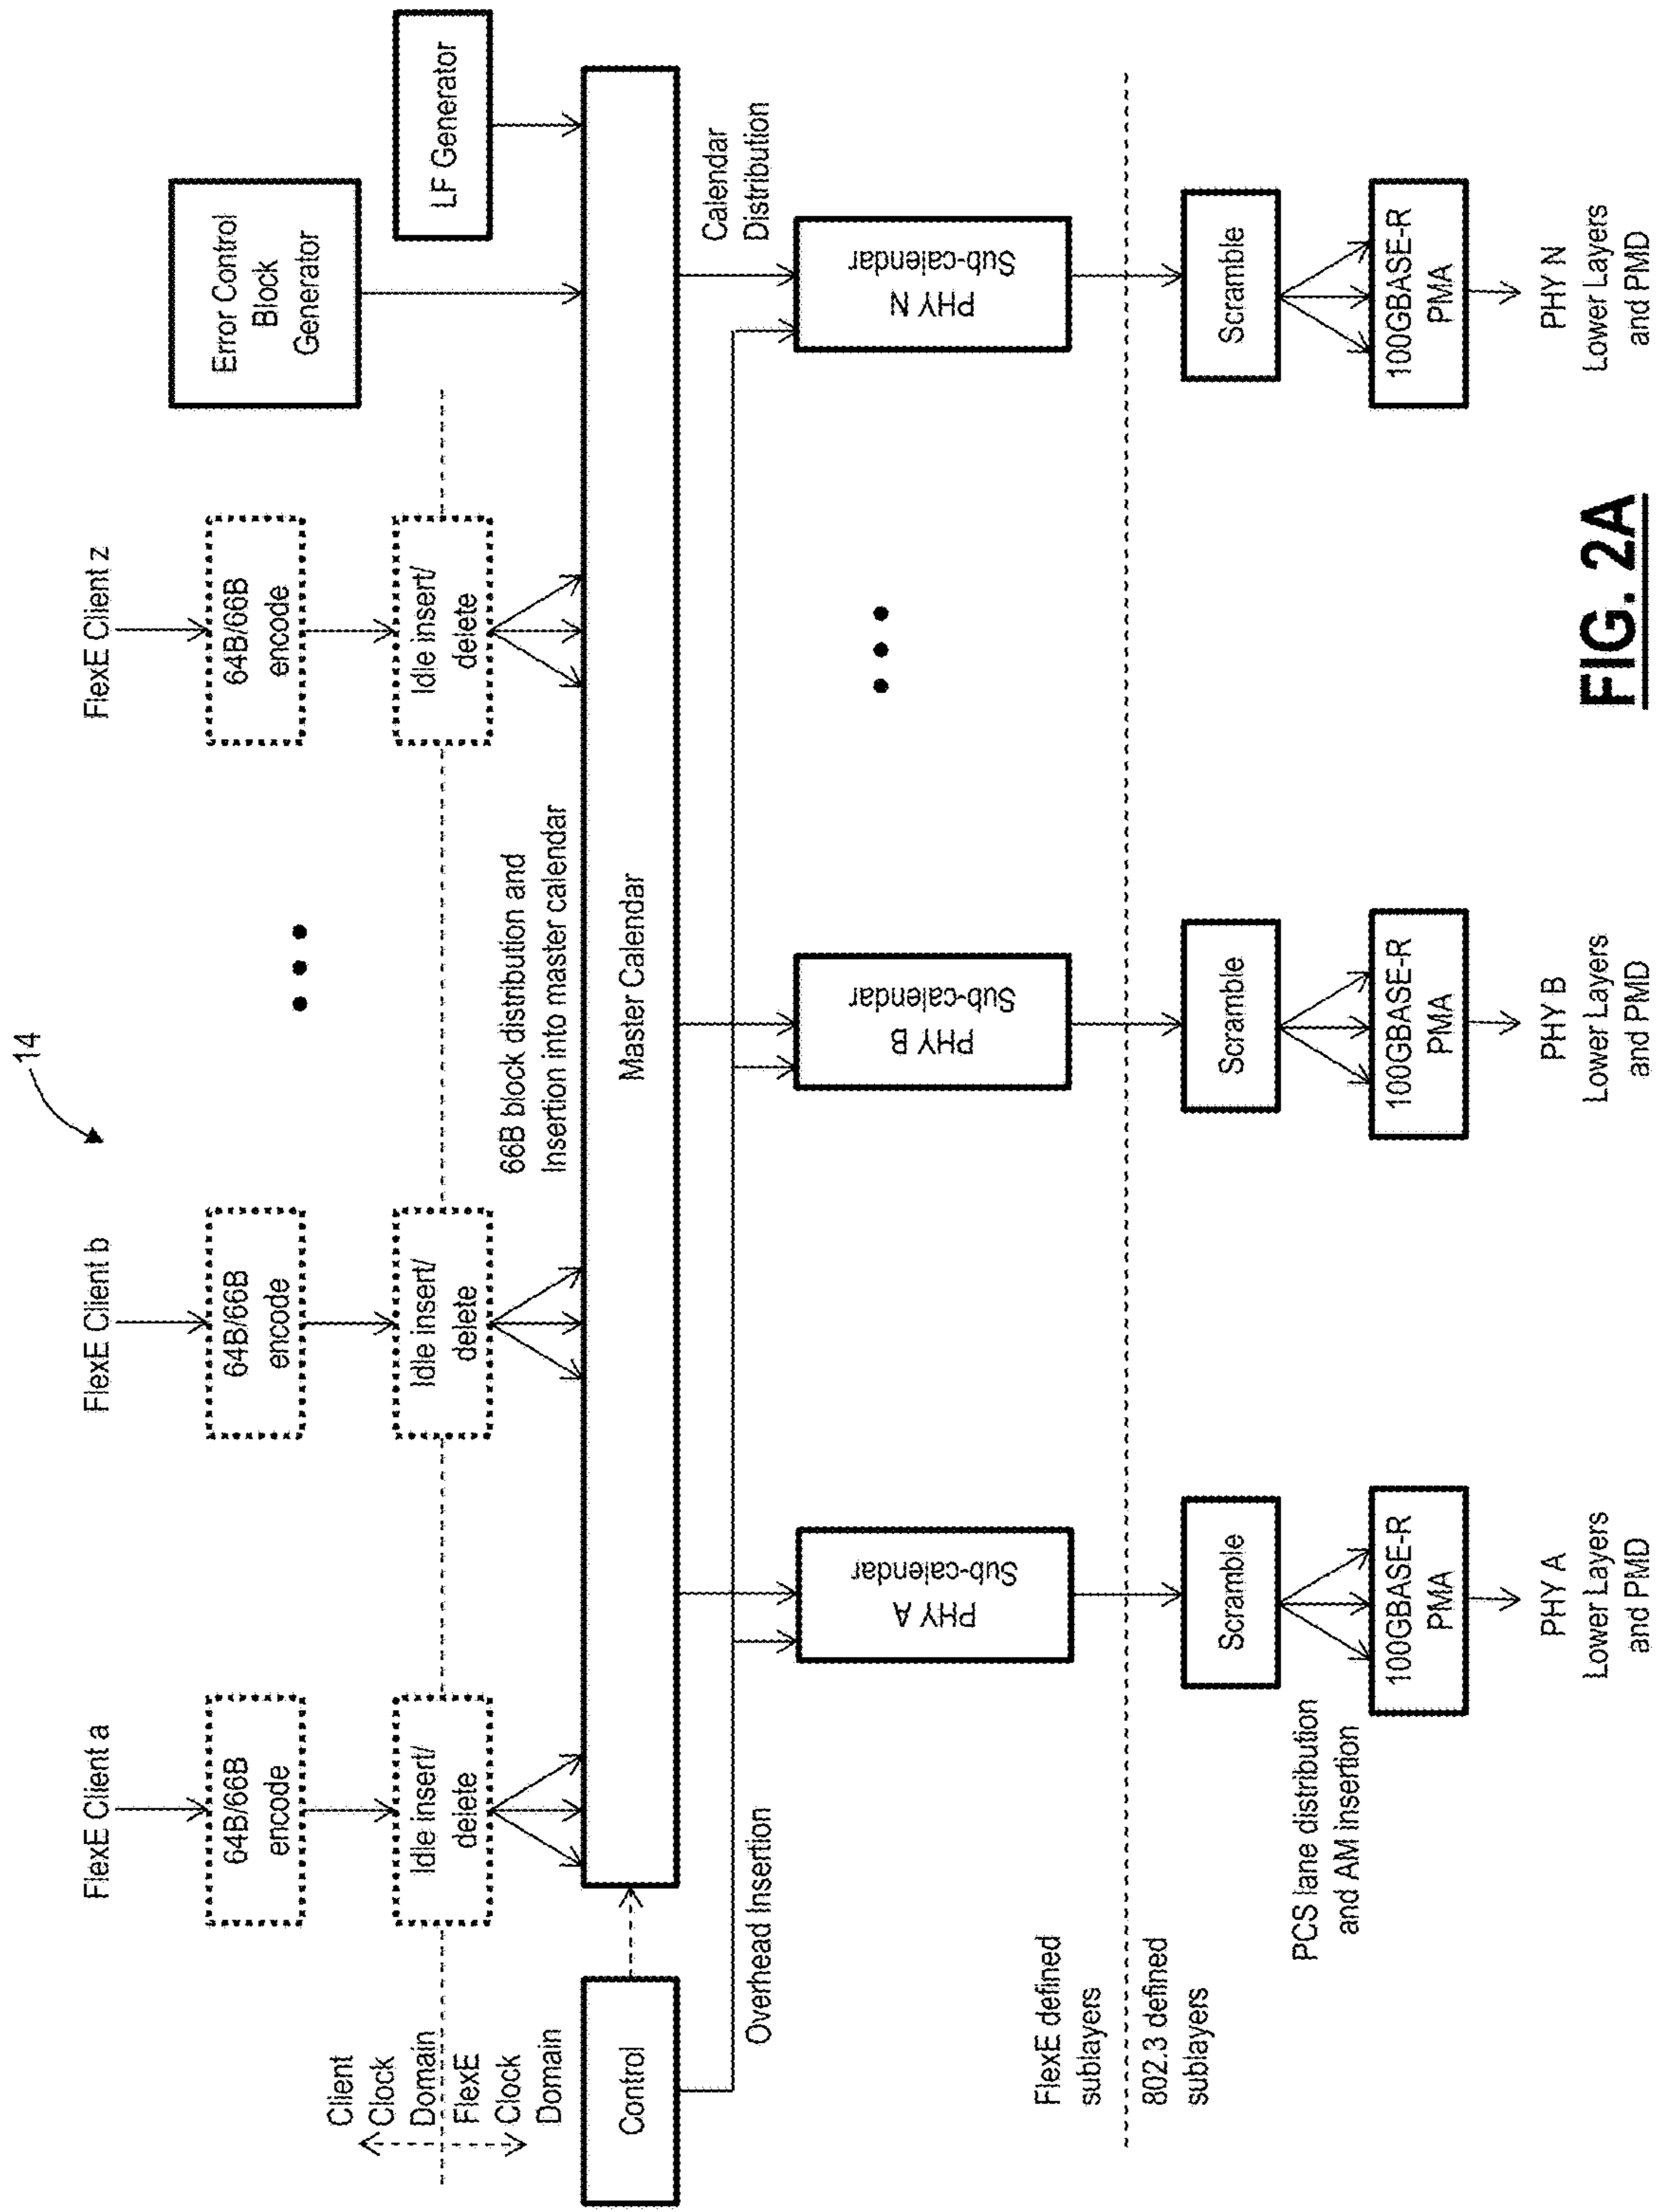 14
FlexE Client a
FlexE Client b
FlexE Client z
64B/66B
encode
64B/66B
encode
64B/66B
encode
Error Control
Block
Generator
LF Generator
Client
Clock
Domain
FlexE
Clock
Domain
Idle insert/
delete
Idle insert/
delete
Idle insert/
delete
66B block distribution and
Insertion into master calendar
Control
Master Calendar
Overhead Insertion
Calendar
Distribution
PHY A
Sub-calendar
PHY B
Sub-calendar
PHY N
Sub-calendar
FlexE defined
sublayers
802.3 defined
sublayers
Scramble
Scramble
Scramble
PCS lane distribution
and AM insertion
100GBASE-R
PMA
100GBASE-R
PMA
100GBASE-R
PMA
PHY A
Lower Layers
and PMD
PHY B
Lower Layers
and PMD
PHY N
Lower Layers
and PMD
FIG. 2A